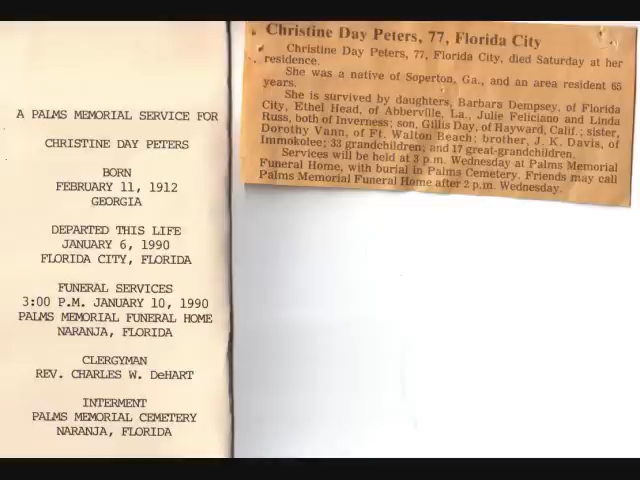 A PALMS MEMORIAL SERVICE FOR
CHRISTINE DAY PETERS
BORN
FEBRUARY 11, 1912
GEORGIA
DEPARTED THIS LIFE
JANUARY 6, 1990
FLORIDA CITY, FLORIDA
FUNERAL SERVICES
3:00 P.M. JANUARY 10, 1990
PALMS MEMORIAL FUNERAL HOME
NARANJA, FLORIDA
CLERGYMAN
REV. CHARLES W. DeHART
INTERMENT
PALMS MEMORIAL CEMETERY
NARANJA, FLORIDA
Christine Day Peters, 77, Florida City
Christine Day Peters, 77, Florida City, died Saturday at her
residence.
She was a native of Soperton, Ga., and an area resident 65
years.
She is survived by daughters, Barbara Dempsey, of Florida
City, Ethel Head, of Abberville, La., Julie Feliciano and Linda
Russ, both of Inverness; son, Gillis Day, of Hayward, Calif.; sister,
Dorothy Vann, of Ft. Walton Beach; brother, J. K. Davis, of
Immokolee; 33 grandchildren; and 17 great-grandchildren.
Services will be held at 3 p.m. Wednesday at Palms Memorial
Funeral Home, with burial in Palms Cemetery. Friends may call
Palms Memorial Funeral Home after 2 p.m. Wednesday.